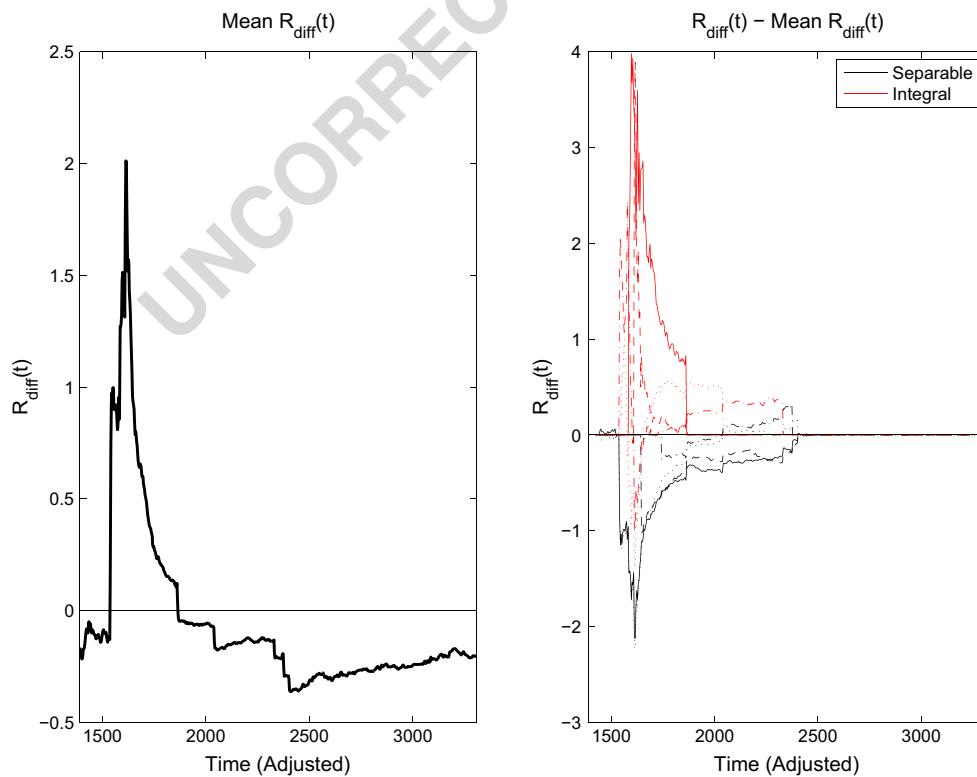 Mean R_diff(t)
2.5
2
1.5
1
0.5
0
−0.5
R_diff(t)
1500 2000 2500 3000
Time (Adjusted)
UNCORREC
R_diff(t) − Mean R_diff(t)
4
3
2
1
0
−1
−2
−3
R_diff(t)
1500 2000 2500 3000
Time (Adjusted)
Separable
Integral